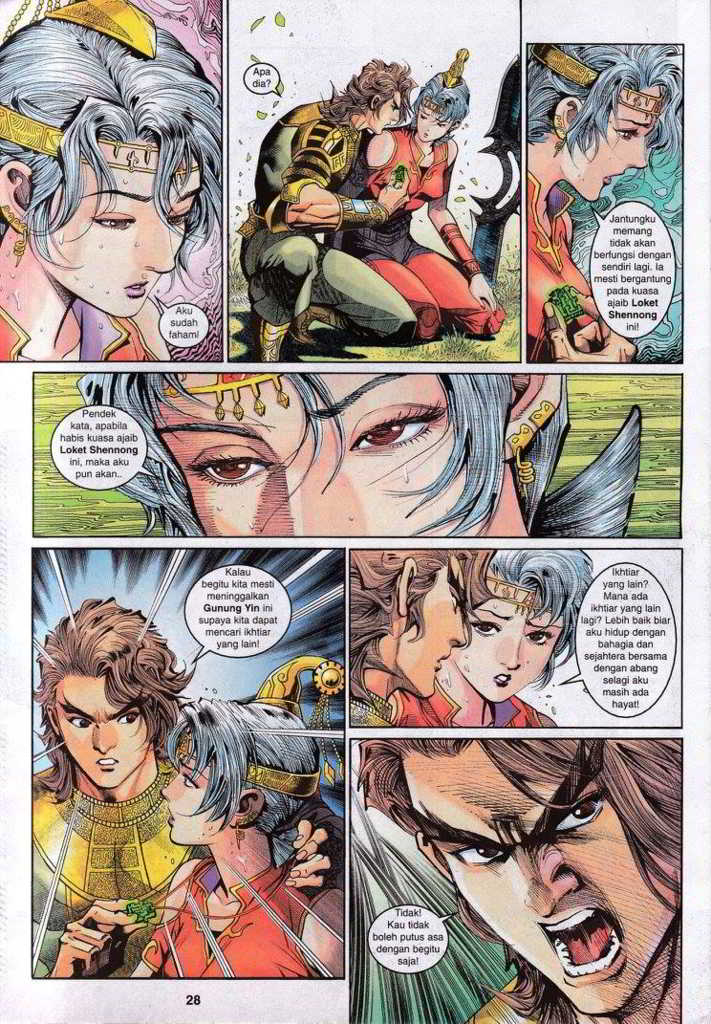 Aku
sudah
faham!
Apa
dia?
Jantungku
memang
tidak akan
berfungsi dengan
sendiri lagi. Ia
mesti bergantung
pada kuasa
ajaib Loket
Shennong
ini!
Pendek
kata, apabila
habis kuasa ajaib
Loket Shennong
ini, maka aku
pun akan..
Kalau
begitu kita mesti
meninggalkan
Gunung Yin ini
supaya kita dapat
mencari ikhtiar
yang lain!
Ikhtiar
yang lain?
Mana ada
ikhtiar yang lain
lagi? Lebih baik biar
aku hidup dengan
bahagia dan
sejahtera bersama
dengan abang
selagi aku
masih ada
hayat!
Tidak!
Kau tidak
boleh putus asa
dengan begitu
saja!
28